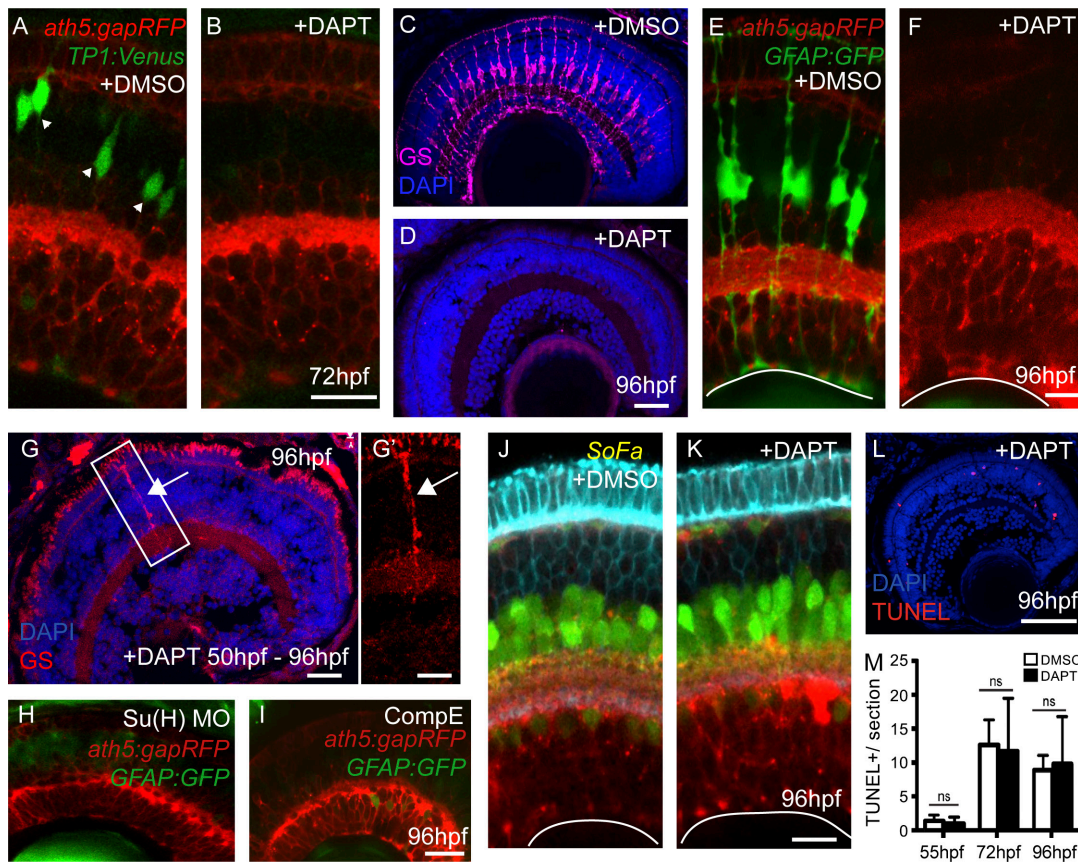 A ath5:gapRFP
TP1:Venus
+DMSO
B +DAPT
72hpf
C +DMSO
GS
DAPI
D +DAPT
96hpf
E ath5:gapRFP
GFAP:GFP
+DMSO
F +DAPT
96hpf
G 96hpf
DAPI
GS +DAPT 50hpf - 96hpf
G'
H Su(H) MO
ath5:gapRFP
GFAP:GFP
I CompE
ath5:gapRFP
GFAP:GFP
96hpf
J SoFa
+DMSO
K +DAPT
96hpf
L +DAPT
DAPI
TUNEL 96hpf
M
DMSO
DAPT
TUNEL+/ section
25
20
15
10
5
0
ns
ns
ns
55hpf 72hpf 96hpf